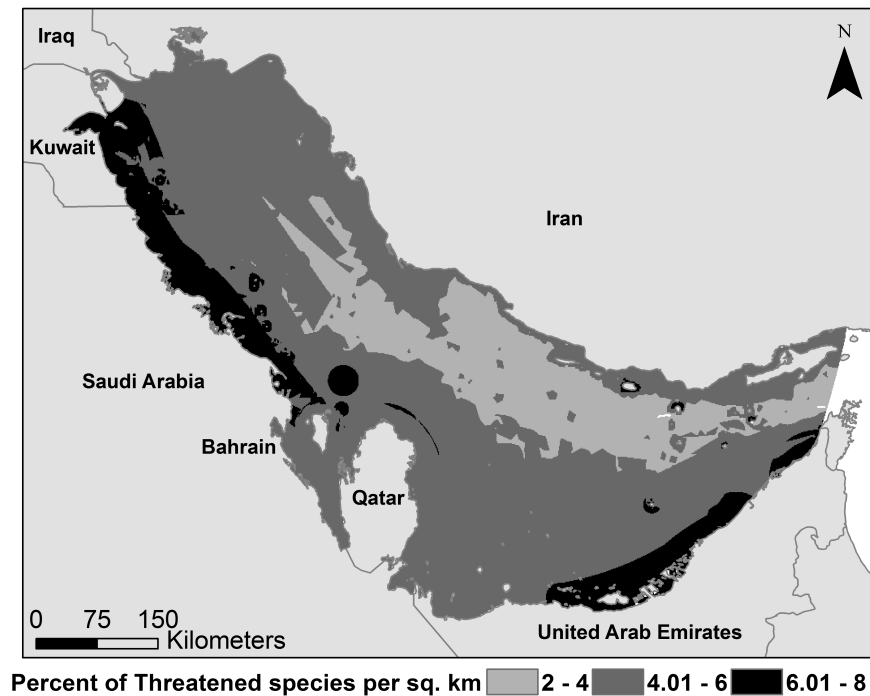 Iraq
N
Kuwait
Iran
Saudi Arabia
Bahrain
Qatar
0 75 150
Kilometers
United Arab Emirates
Percent of Threatened species per sq. km 2 - 4 4.01 - 6 6.01 - 8